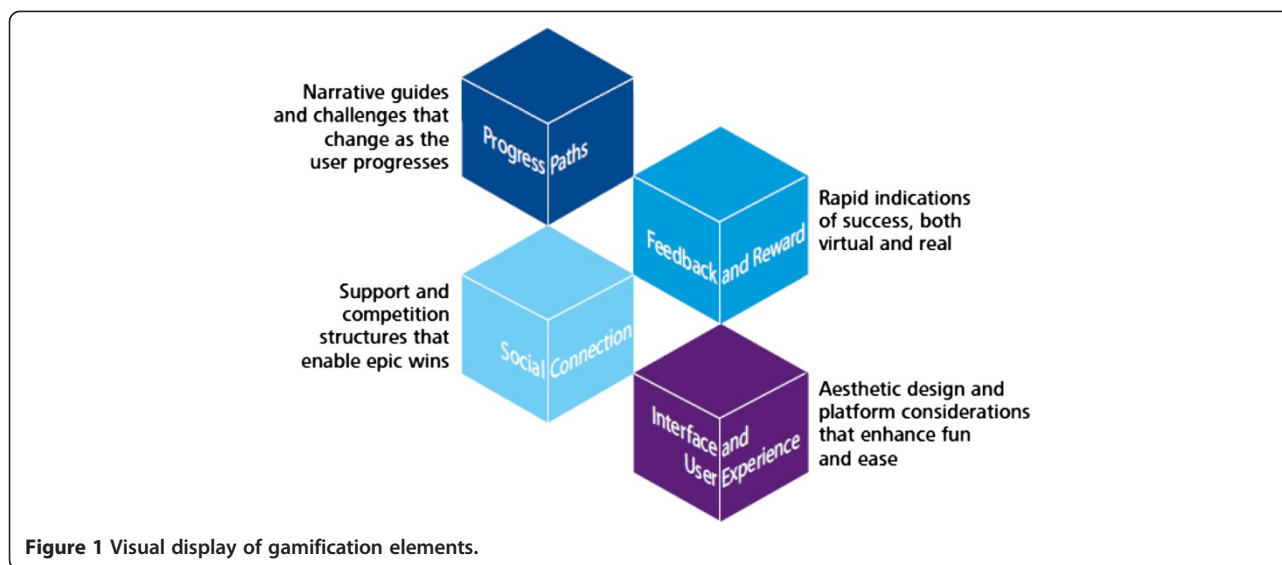 Narrative guides
and challenges that
change as the
user progresses
Progress Paths
Rapid indications
of success, both
virtual and real
Feedback and Reward
Support and
competition
structures that
enable epic wins
Social Connection
Aesthetic design and
platform considerations
that enhance fun
and ease
Interface and
User Experience
Figure 1 Visual display of gamification elements.